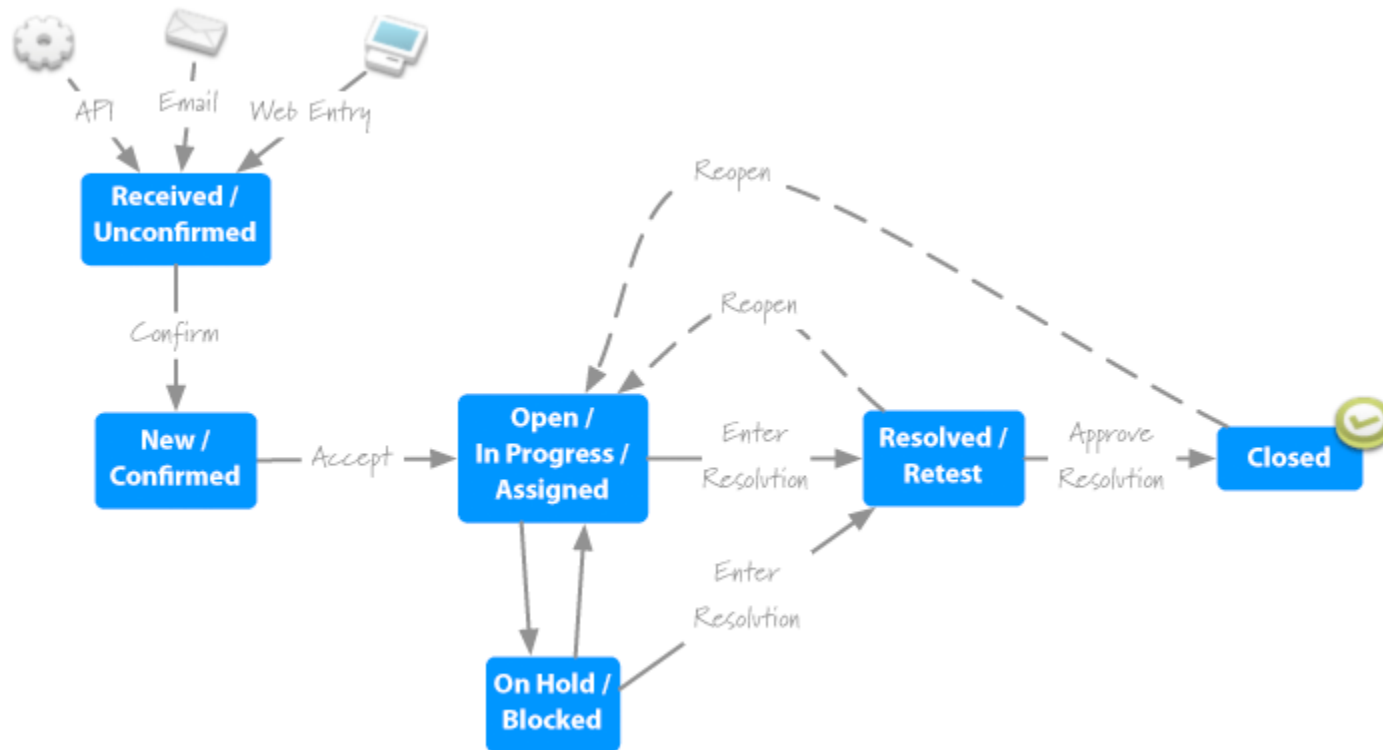 API
Email
Web Entry
Received /
Unconfirmed
Reopen
Reopen
Confirm
New /
Confirmed
Accept
Open /
In Progress /
Assigned
Enter
Resolution
Resolved /
Retest
Approve
Resolution
Closed
Enter
Resolution
On Hold /
Blocked